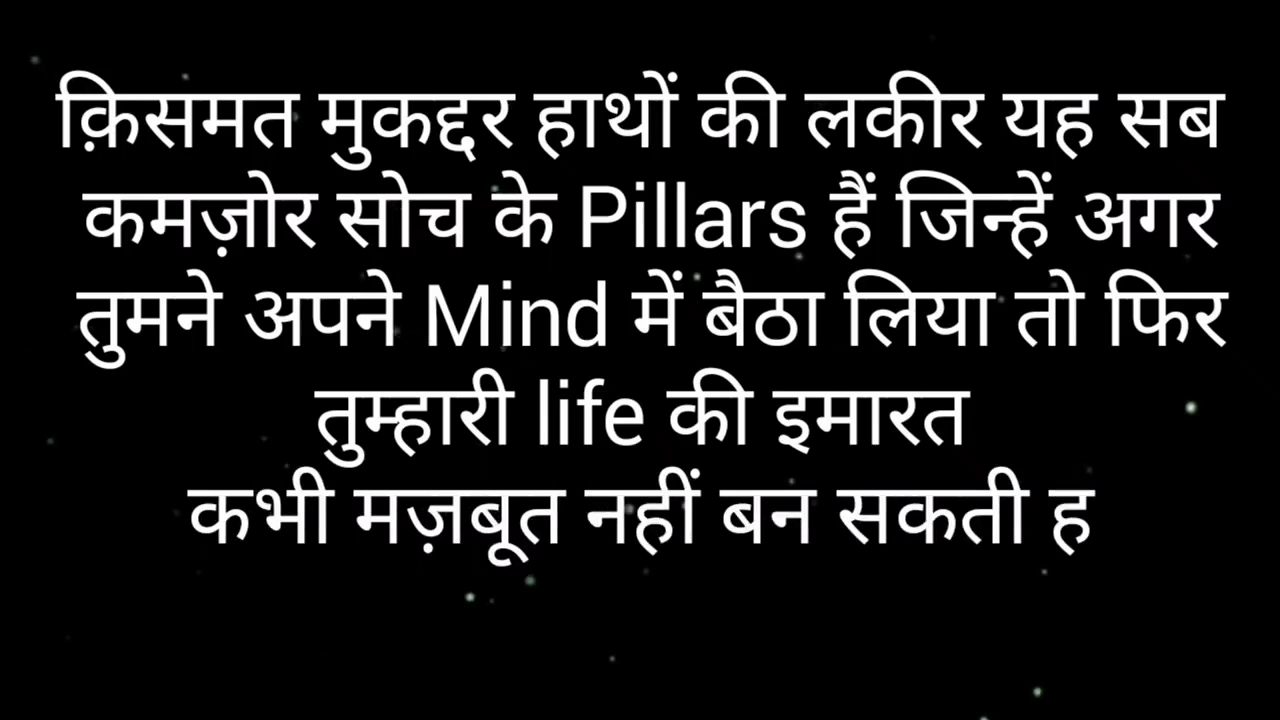 क़िसमत मुकद्दर हाथों की लकीर यह सब
कमज़ोर सोच के Pillars हैं जिन्हें अगर
तुमने अपने Mind में बैठा लिया तो फिर
तुम्हारी life की इमारत
कभी मज़बूत नहीं बन सकती ह